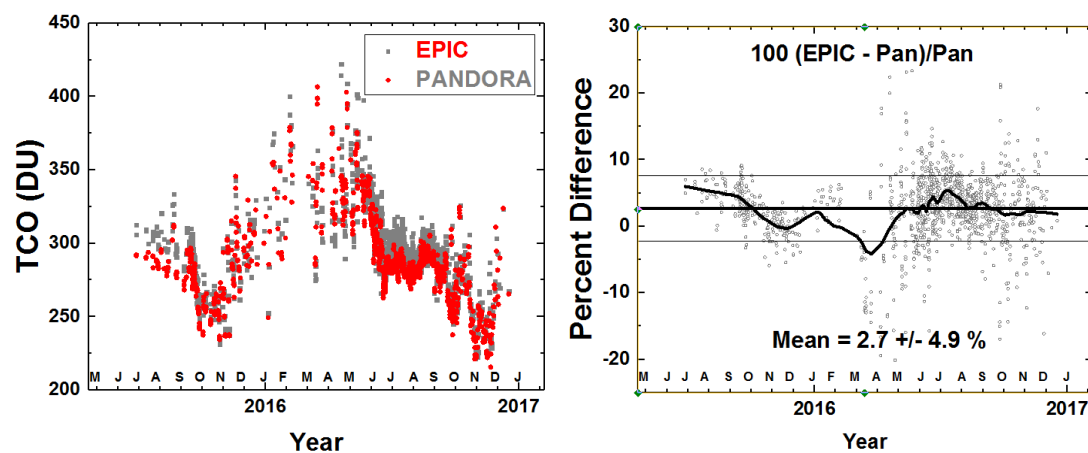 450
400
350
300
250
200
TCO (DU)
EPIC
PANDORA
M J J A S O N D J F M A M J J A S O N D J
2016 2017
Year
30
20
10
0
-10
-20
Percent Difference
100 (EPIC - Pan)/Pan
Mean = 2.7 +/- 4.9 %
M J J A S O N D J F M A M J J A S O N D J
2016 2017
Year